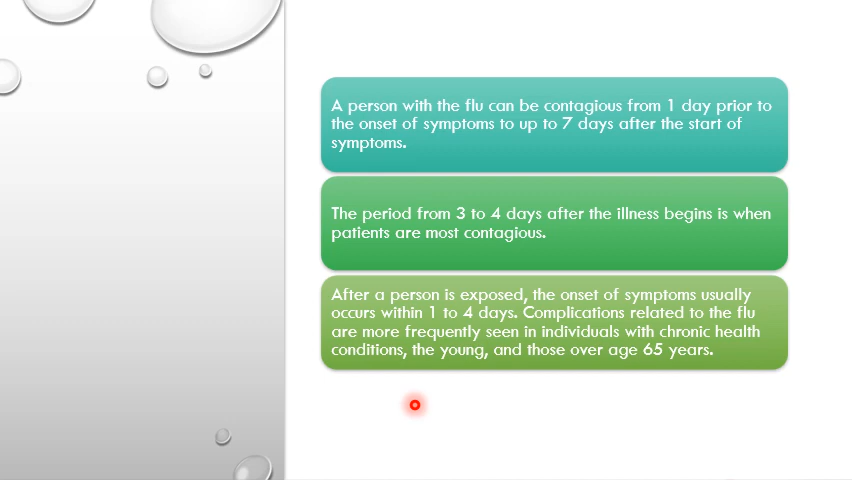 A person with the flu can be contagious from 1 day prior to
the onset of symptoms to up to 7 days after the start of
symptoms.
The period from 3 to 4 days after the illness begins is when
patients are most contagious.
After a person is exposed, the onset of symptoms usually
occurs within 1 to 4 days. Complications related to the flu
are more frequently seen in individuals with chronic health
conditions, the young, and those over age 65 years.